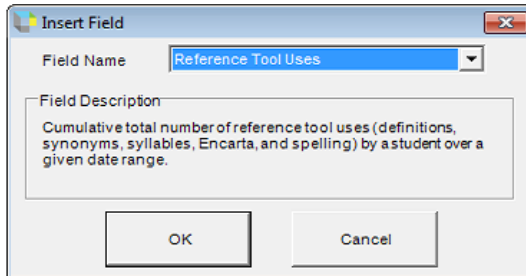 Insert Field
Field Name Reference Tool Uses
Field Description
Cumulative total number of reference tool uses (definitions,
synonyms, syllables, Encarta, and spelling) by a student over a
given date range.
OK Cancel